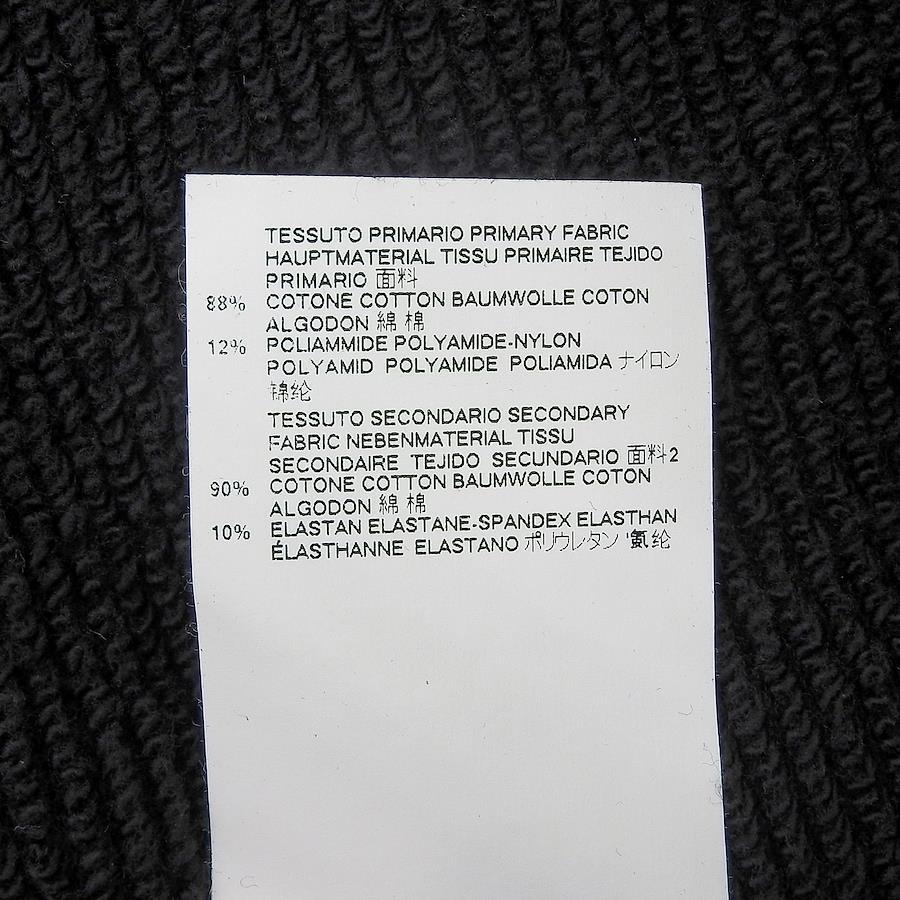 TESSUTO PRIMARIO PRIMARY FABRIC
HAUPTMATERIAL TISSU PRIMAIRE TEJIDO
PRIMARIO 面料
88% COTONE COTTON BAUMWOLLE COTON
ALGODON 綿 棉
12% POLIAMMIDE POLYAMIDE-NYLON
POLYAMID POLYAMIDE POLIAMIDA ナイロン
锦纶
TESSUTO SECONDARIO SECONDARY
FABRIC NEBENMATERIAL TISSU
SECONDAIRE TEJIDO SECUNDARIO 面料2
90% COTONE COTTON BAUMWOLLE COTON
ALGODON 綿 棉
10% ELASTAN ELASTANE-SPANDEX ELASTHAN
ÉLASTHANNE ELASTANO ポリウレタン 氨纶